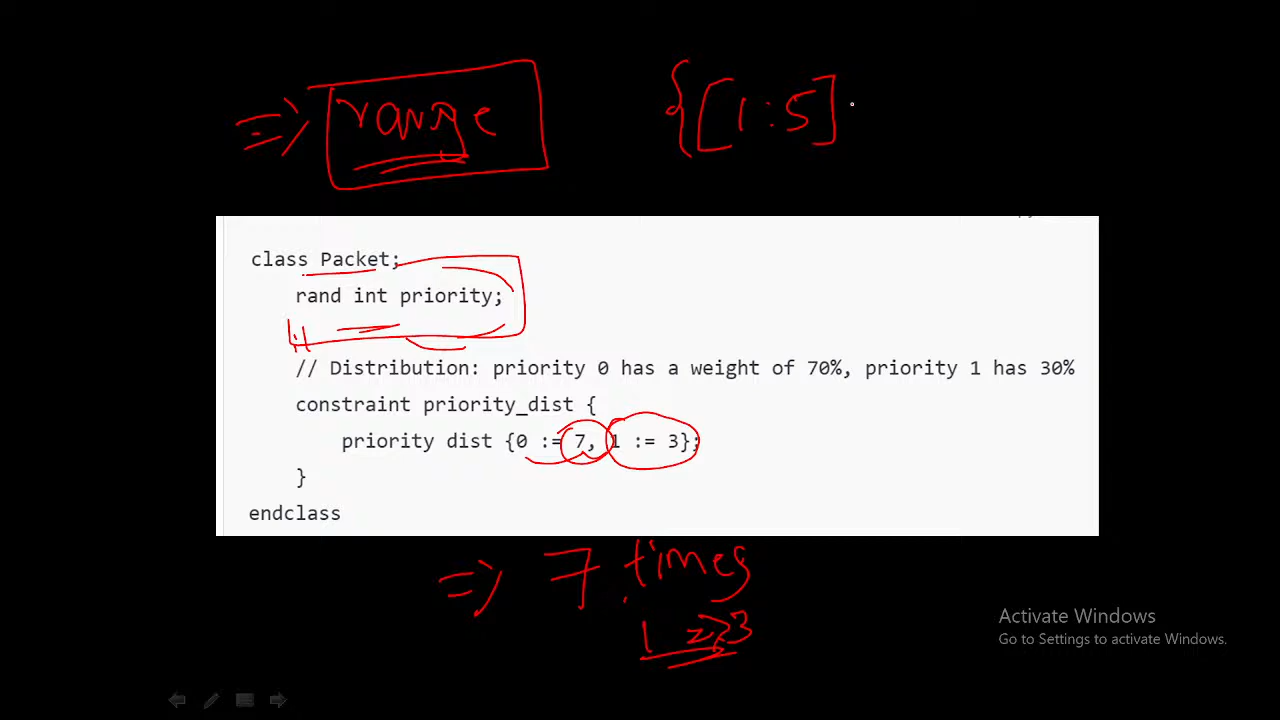 => range {[1:5]
class Packet;
rand int priority;
// Distribution: priority 0 has a weight of 70%, priority 1 has 30%
constraint priority_dist {
priority dist {0 := 7, 1 := 3};
}
endclass
=> 7 times
1 => 3
Activate Windows
Go to Settings to activate Windows.